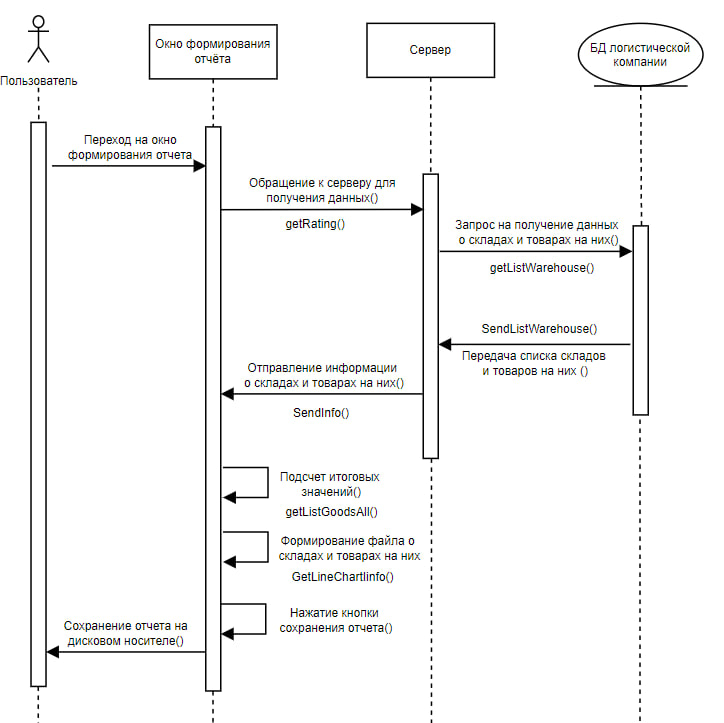 Пользователь
Окно формирования
отчёта
Сервер
БД логистической
компании
Переход на окно
формирования отчета
Обращение к серверу для
получения данных()
getRating()
Запрос на получение данных
о складах и товарах на них()
getListWarehouse()
SendListWarehouse()
Передача списка складов
и товаров на них ()
Отправление информации
о складах и товарах на них()
SendInfo()
Подсчет итоговых
значений()
getListGoodsAll()
Формирование файла о
складах и товарах на них
GetLineChartIinfo()
Нажатие кнопки
сохранения отчета()
Сохранение отчета на
дисковом носителе()